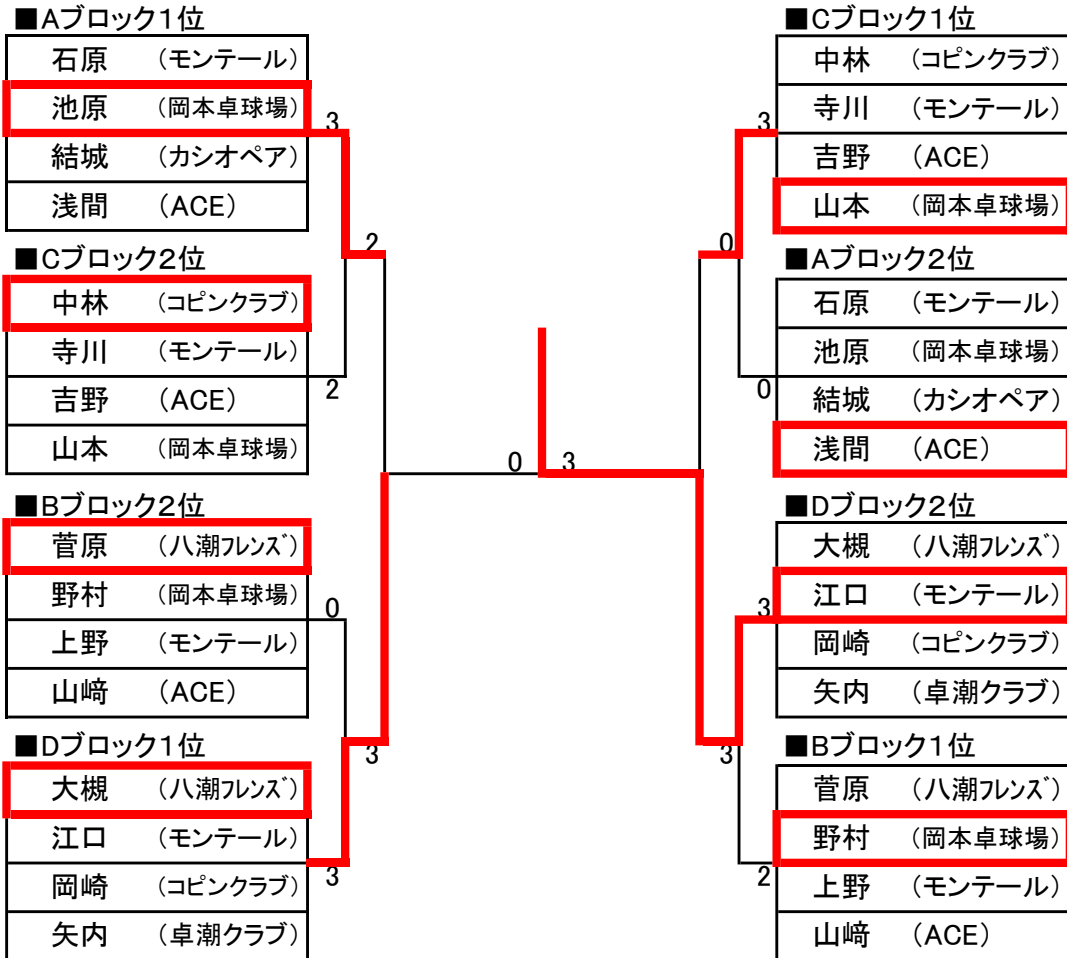 ■Aブロック1位
石原 (モンテール)
池原 (岡本卓球場)
結城 (カシオペア)
浅間 (ACE)
3
2
■Cブロック2位
中林 (コピンクラブ)
寺川 (モンテール)
吉野 (ACE)
山本 (岡本卓球場)
2
■Bブロック2位
菅原 (八潮フレンズ)
野村 (岡本卓球場)
上野 (モンテール)
山﨑 (ACE)
0
3
■Dブロック1位
大槻 (八潮フレンズ)
江口 (モンテール)
岡崎 (コピンクラブ)
矢内 (卓潮クラブ)
3
0 3
■Cブロック1位
中林 (コピンクラブ)
寺川 (モンテール)
吉野 (ACE)
山本 (岡本卓球場)
3
0
■Aブロック2位
石原 (モンテール)
池原 (岡本卓球場)
結城 (カシオペア)
浅間 (ACE)
0
■Dブロック2位
大槻 (八潮フレンズ)
江口 (モンテール)
岡崎 (コピンクラブ)
矢内 (卓潮クラブ)
3
3
■Bブロック1位
菅原 (八潮フレンズ)
野村 (岡本卓球場)
上野 (モンテール)
山﨑 (ACE)
2